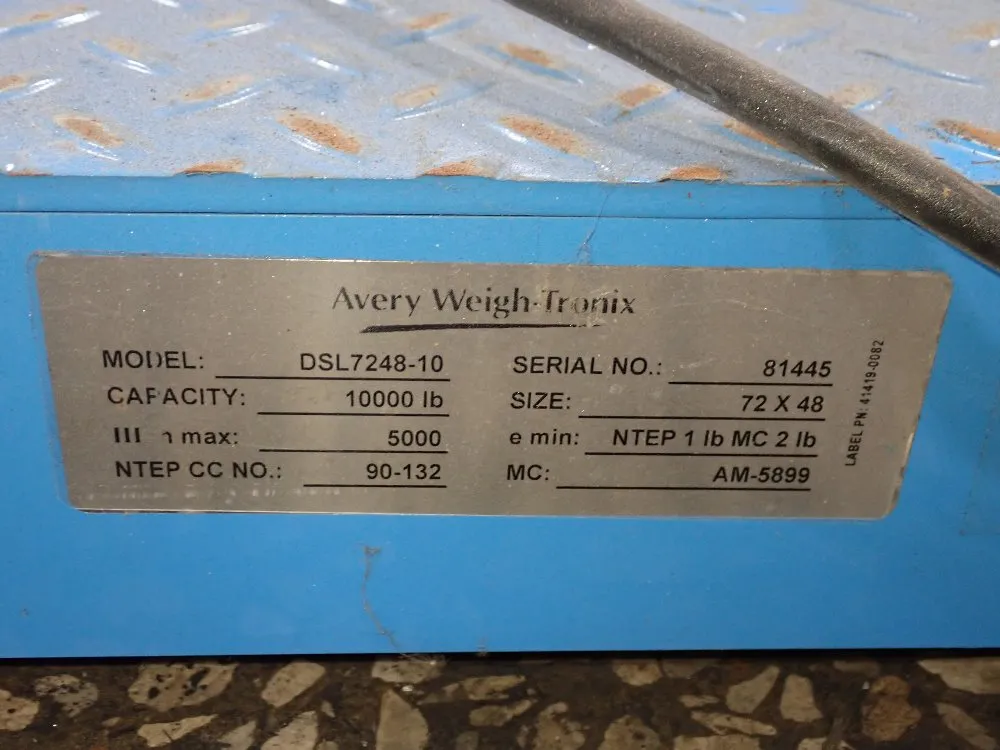 Avery Weigh-Tronix
MODEL: DSL7248-10 SERIAL NO.: 81445
CAPACITY: 10000 lb SIZE: 72 X 48
III n max: 5000 e min: NTEP 1 lb MC 2 lb
NTEP CC NO.: 90-132 MC: AM-5899
LABEL PN: 41419-0082